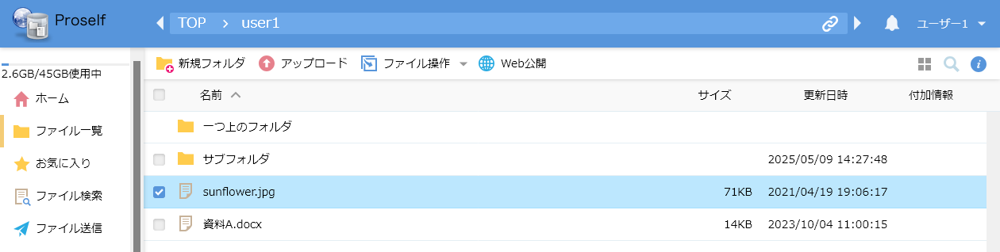 Proself
TOP > user1
ユーザー1
2.6GB/45GB使用中
ホーム
ファイル一覧
お気に入り
ファイル検索
ファイル送信
新規フォルダ アップロード ファイル操作 Web公開
名前 サイズ 更新日時 付加情報
一つ上のフォルダ
サブフォルダ 2025/05/09 14:27:48
sunflower.jpg 71KB 2021/04/19 19:06:17
資料A.docx 14KB 2023/10/04 11:00:15